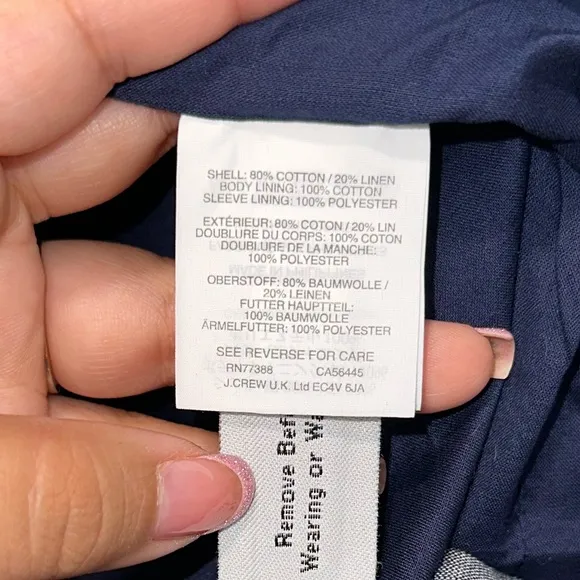 SHELL: 80% COTTON / 20% LINEN
BODY LINING: 100% COTTON
SLEEVE LINING: 100% POLYESTER
EXTÉRIEUR: 80% COTON / 20% LIN
DOUBLURE DU CORPS: 100% COTON
DOUBLURE DE LA MANCHE:
100% POLYESTER
OBERSTOFF: 80% BAUMWOLLE /
20% LEINEN
FUTTER HAUPTTEIL:
100% BAUMWOLLE
ÄRMELFUTTER: 100% POLYESTER
SEE REVERSE FOR CARE
RN77388 CA56445
J.CREW U.K. Ltd EC4V 6JA
Remove
Wearing or